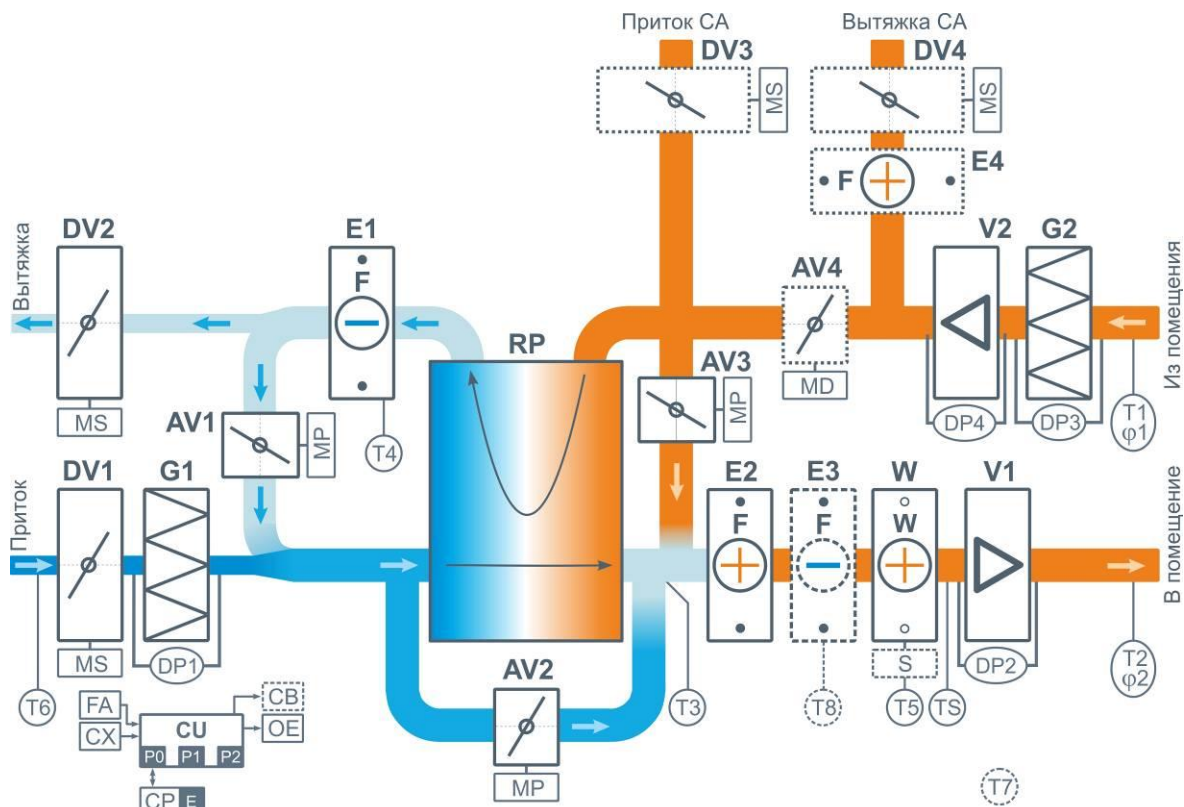 Приток СА
Вытяжка СА
DV3
DV4
MS
MS
E4
F
DV2
E1
V2
G2
Вытяжка
F
AV4
Из помещения
RP
AV3
MS
AV1
MP
T4
MP
MD
DP4
DP3
T1
φ1
DV1
G1
E2
E3
W
V1
Приток
F
F
W
В помещения
MS
DP1
AV2
S
DP2
T2
φ2
T6
T3
T8
T5
TS
FA
CB
CX
CU
OE
P0
P1
P2
MP
CP
E
T7